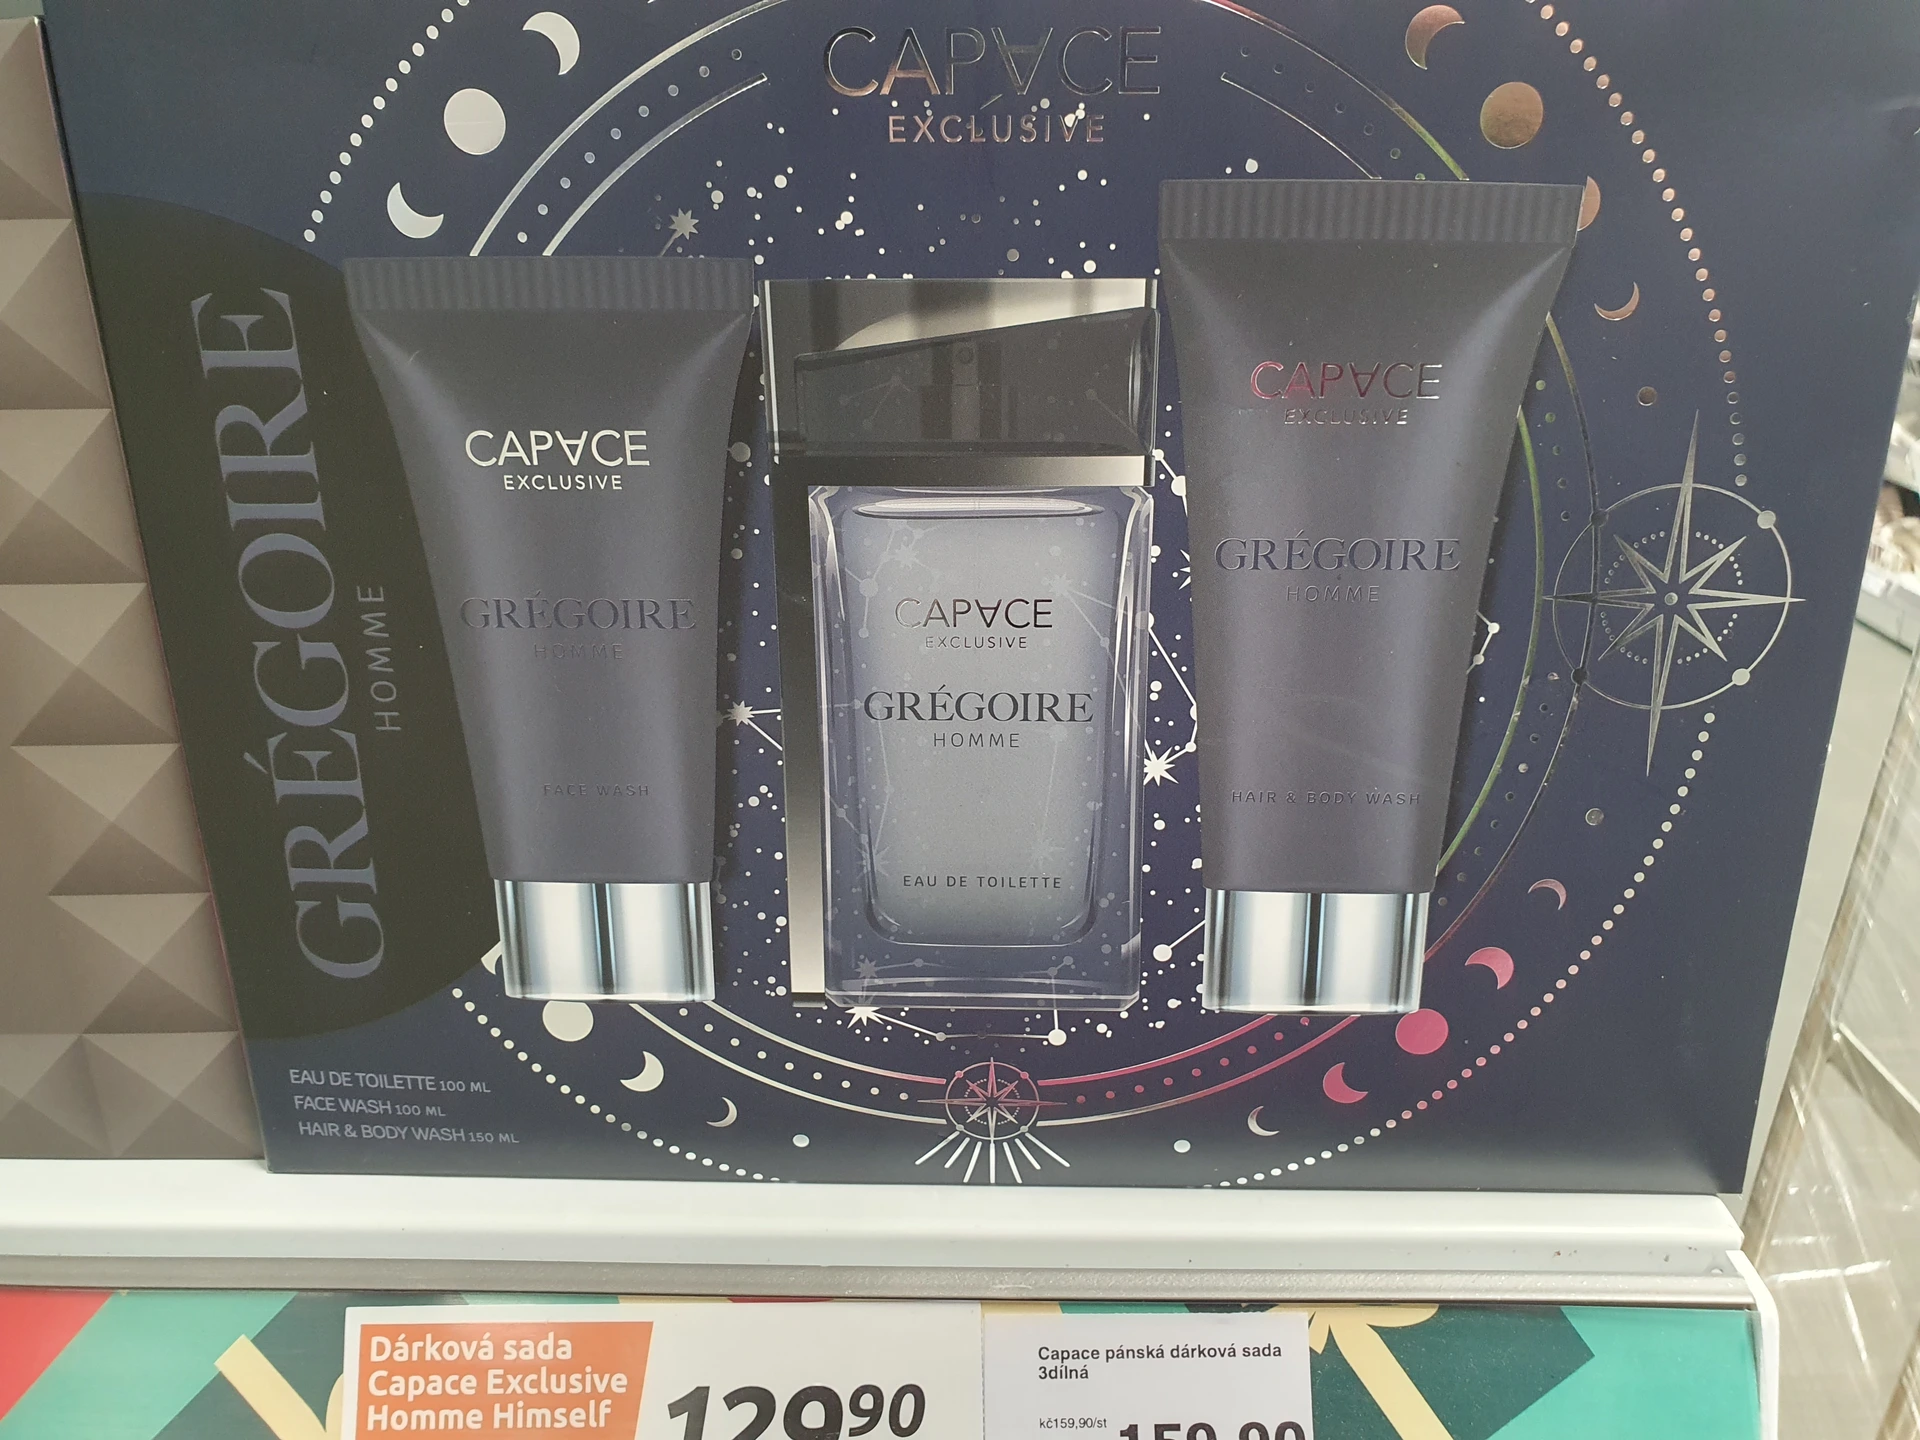 CAPACE
EXCLUSIVE
GRÉGOIRE
HOMME
CAPACE
EXCLUSIVE
GRÉGOIRE
HOMME
FACE WASH
CAPACE
EXCLUSIVE
GRÉGOIRE
HOMME
EAU DE TOILETTE
CAPACE
EXCLUSIVE
GRÉGOIRE
HOMME
HAIR & BODY WASH
EAU DE TOILETTE 100 ML
FACE WASH 100 ML
HAIR & BODY WASH 150 ML
Dárková sada
Capace Exclusive
Homme Himself
129 90
Capace pánská dárková sada
3dílná
kč159,90/st
159,90